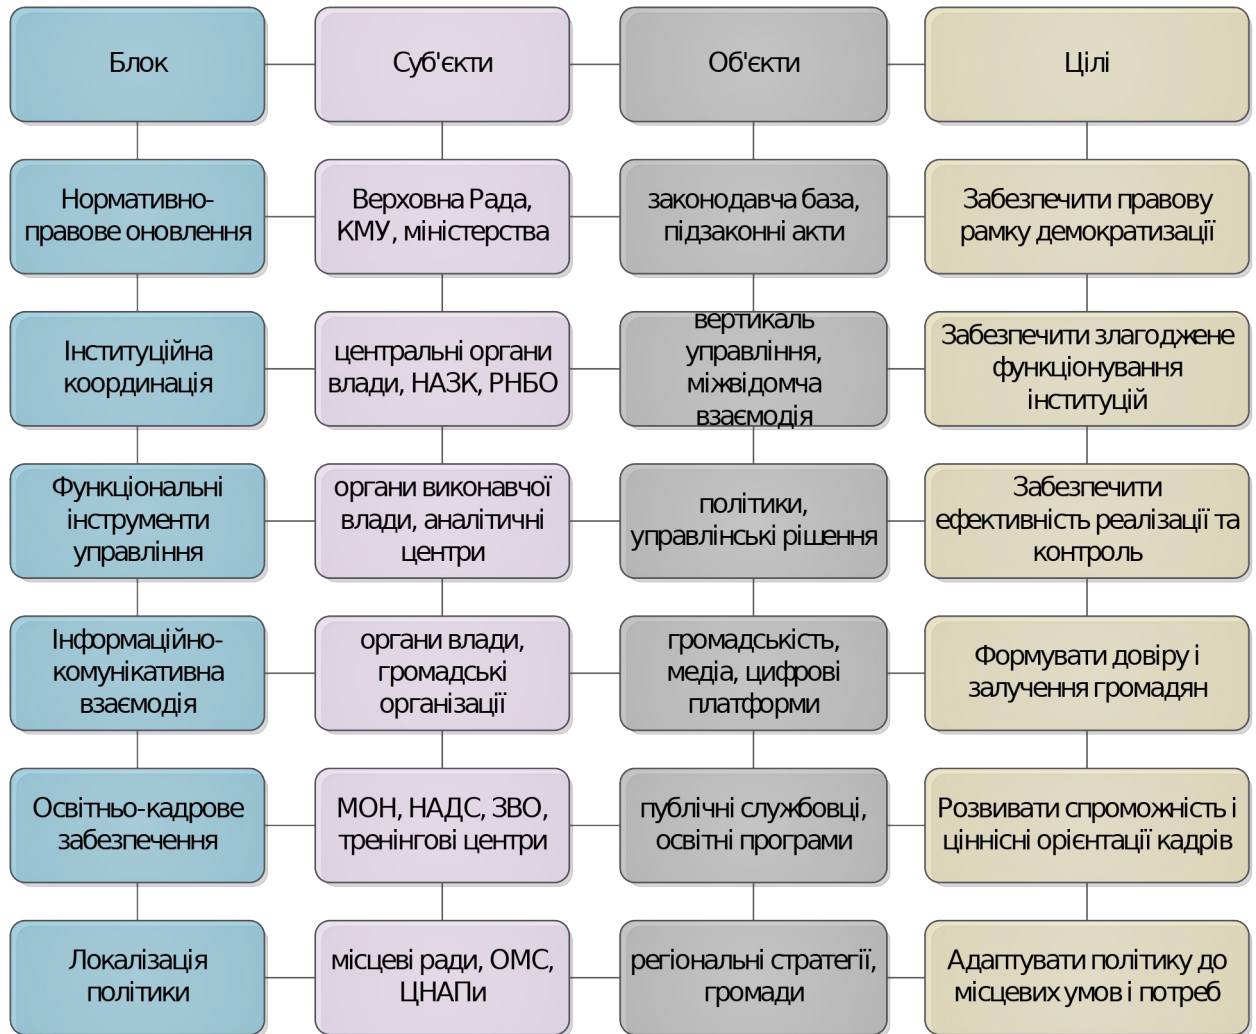 Блок
Суб'єкти
Об'єкти
Цілі
Нормативно-
правове оновлення
Верховна Рада,
КМУ, міністерства
законодавча база,
підзаконні акти
Забезпечити правову
рамку демократизації
Інституційна
координація
центральні органи
влади, НАЗК, РНБО
вертикаль
управління,
міжвідомча
взаємодія
Забезпечити злагоджене
функціонування
інституцій
Функціональні
інструменти
управління
органи виконавчої
влади, аналітичні
центри
політики,
управлінські рішення
Забезпечити
ефективність реалізації та
контроль
Інформаційно-
комунікативна
взаємодія
органи влади,
громадські
організації
громадськість,
медіа, цифрові
платформи
Формувати довіру і
залучення громадян
Освітньо-кадрове
забезпечення
МОН, НАДС, ЗВО,
тренінгові центри
публічні службовці,
освітні програми
Розвивати спроможність і
ціннісні орієнтації кадрів
Локалізація
політики
місцеві ради, ОМС,
ЦНАПи
регіональні стратегії,
громади
Адаптувати політику до
місцевих умов і потреб